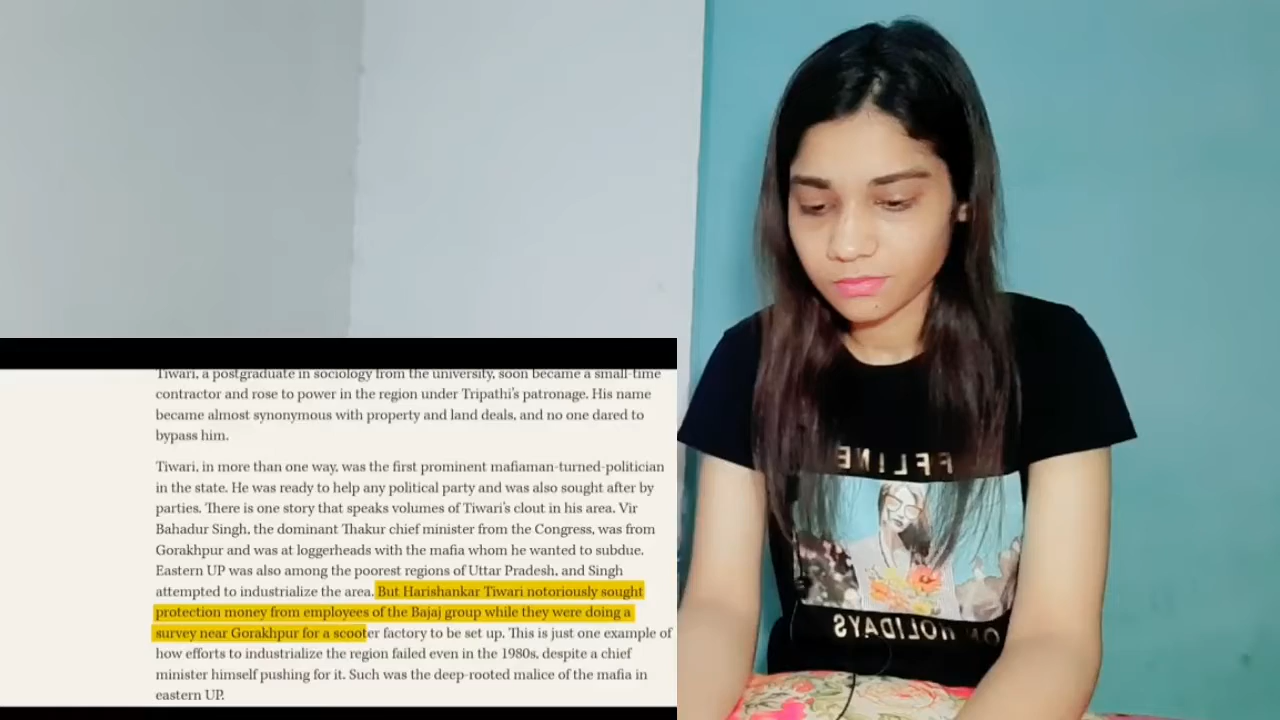 Tiwari, a postgraduate in sociology from the university, soon became a small-time
contractor and rose to power in the region under Tripathi's patronage. His name
became almost synonymous with property and land deals, and no one dared to
bypass him.
Tiwari, in more than one way, was the first prominent mafiaman-turned-politician
in the state. He was ready to help any political party and was also sought after by
parties. There is one story that speaks volumes of Tiwari's clout in his area. Vir
Bahadur Singh, the dominant Thakur chief minister from the Congress, was from
Gorakhpur and was at loggerheads with the mafia whom he wanted to subdue.
Eastern UP was also among the poorest regions of Uttar Pradesh, and Singh
attempted to industrialize the area. But Harishankar Tiwari notoriously sought
protection money from employees of the Bajaj group while they were doing a
survey near Gorakhpur for a scooter factory to be set up. This is just one example of
how efforts to industrialize the region failed even in the 1980s, despite a chief
minister himself pushing for it. Such was the deep-rooted malice of the mafia in
eastern UP.
FFLINE
ON HOLIDAYS